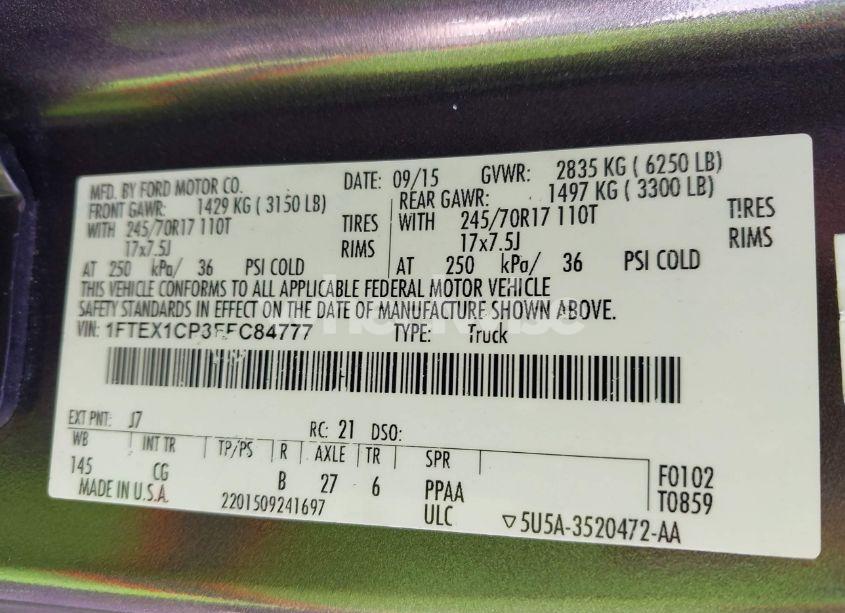 MFD. BY FORD MOTOR CO.
DATE: 09/15
GVWR: 2835 KG ( 6250 LB)
FRONT GAWR: 1429 KG ( 3150 LB)
REAR GAWR: 1497 KG ( 3300 LB)
WITH 245/70R17 110T TIRES
WITH 245/70R17 110T TIRES
17x7.5J RIMS
17x7.5J RIMS
AT 250 kPa/ 36 PSI COLD
AT 250 kPa/ 36 PSI COLD
THIS VEHICLE CONFORMS TO ALL APPLICABLE FEDERAL MOTOR VEHICLE
SAFETY STANDARDS IN EFFECT ON THE DATE OF MANUFACTURE SHOWN ABOVE.
VIN: TYPE: Truck
EXT PNT: J7 RC: 21 DSO:
WB INT TR TP/PS R AXLE TR SPR
145 CG B 27 6 PPAA
ULC
F0102
T0859
MADE IN U.S.A. 2201509241697
▽5U5A-3520472-AA